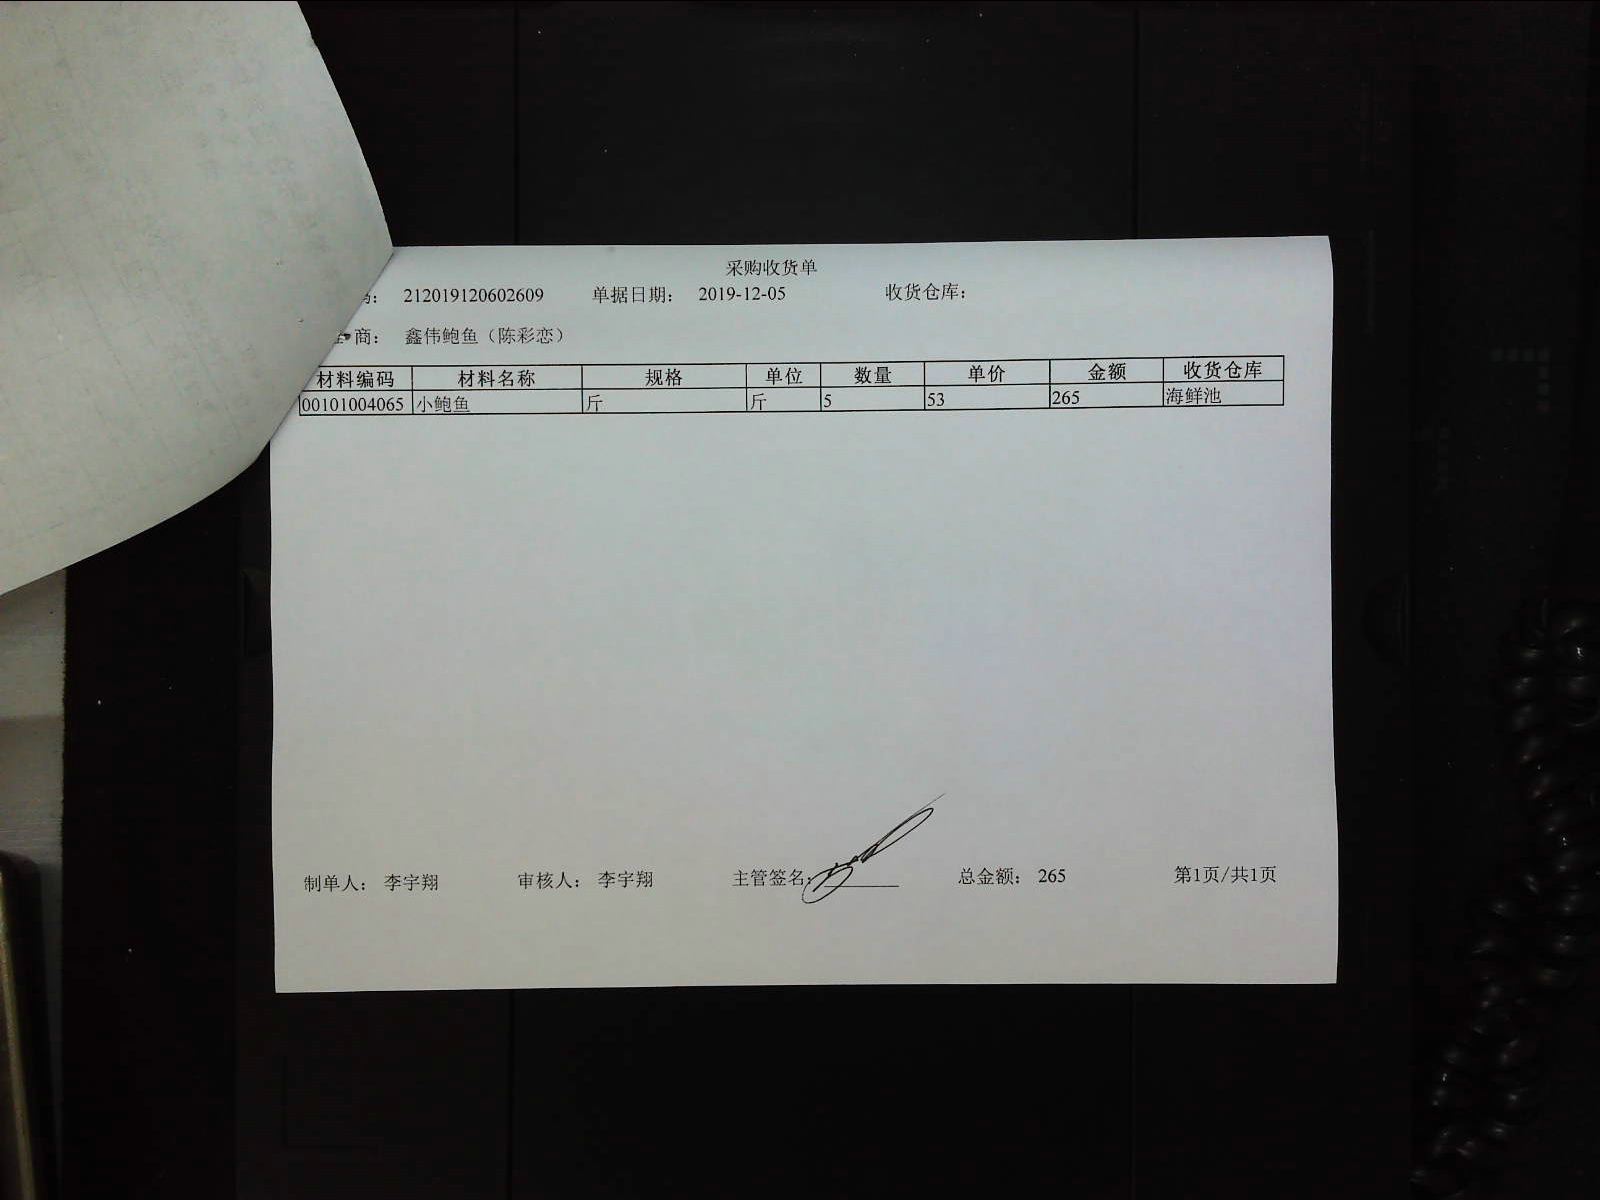 采购收货单
码: 212019120602609 单据日期: 2019-12-05 收货仓库:
商: 鑫伟鲍鱼（陈彩恋）
材料编码 材料名称 规格 单位 数量 单价 金额 收货仓库
00101004065 小鲍鱼 斤 斤 5 53 265 海鲜池
制单人: 李宇翔 审核人: 李宇翔 主管签名: 总金额: 265 第1页/共1页